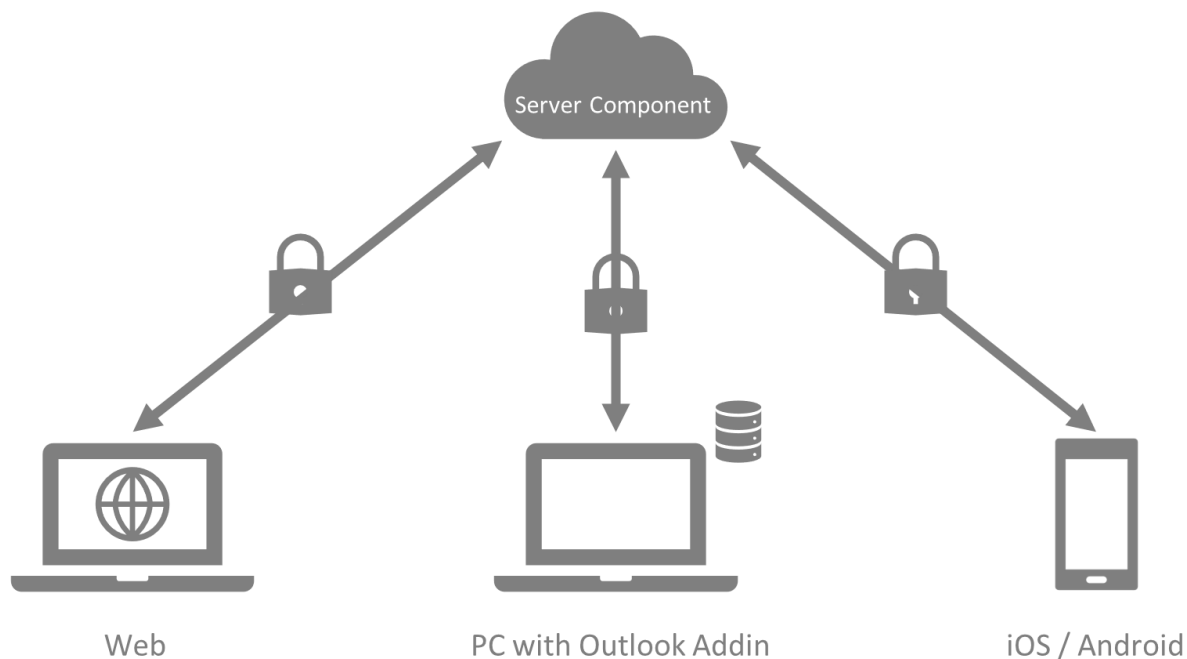 Server Component
Web
PC with Outlook Addin
iOS / Android